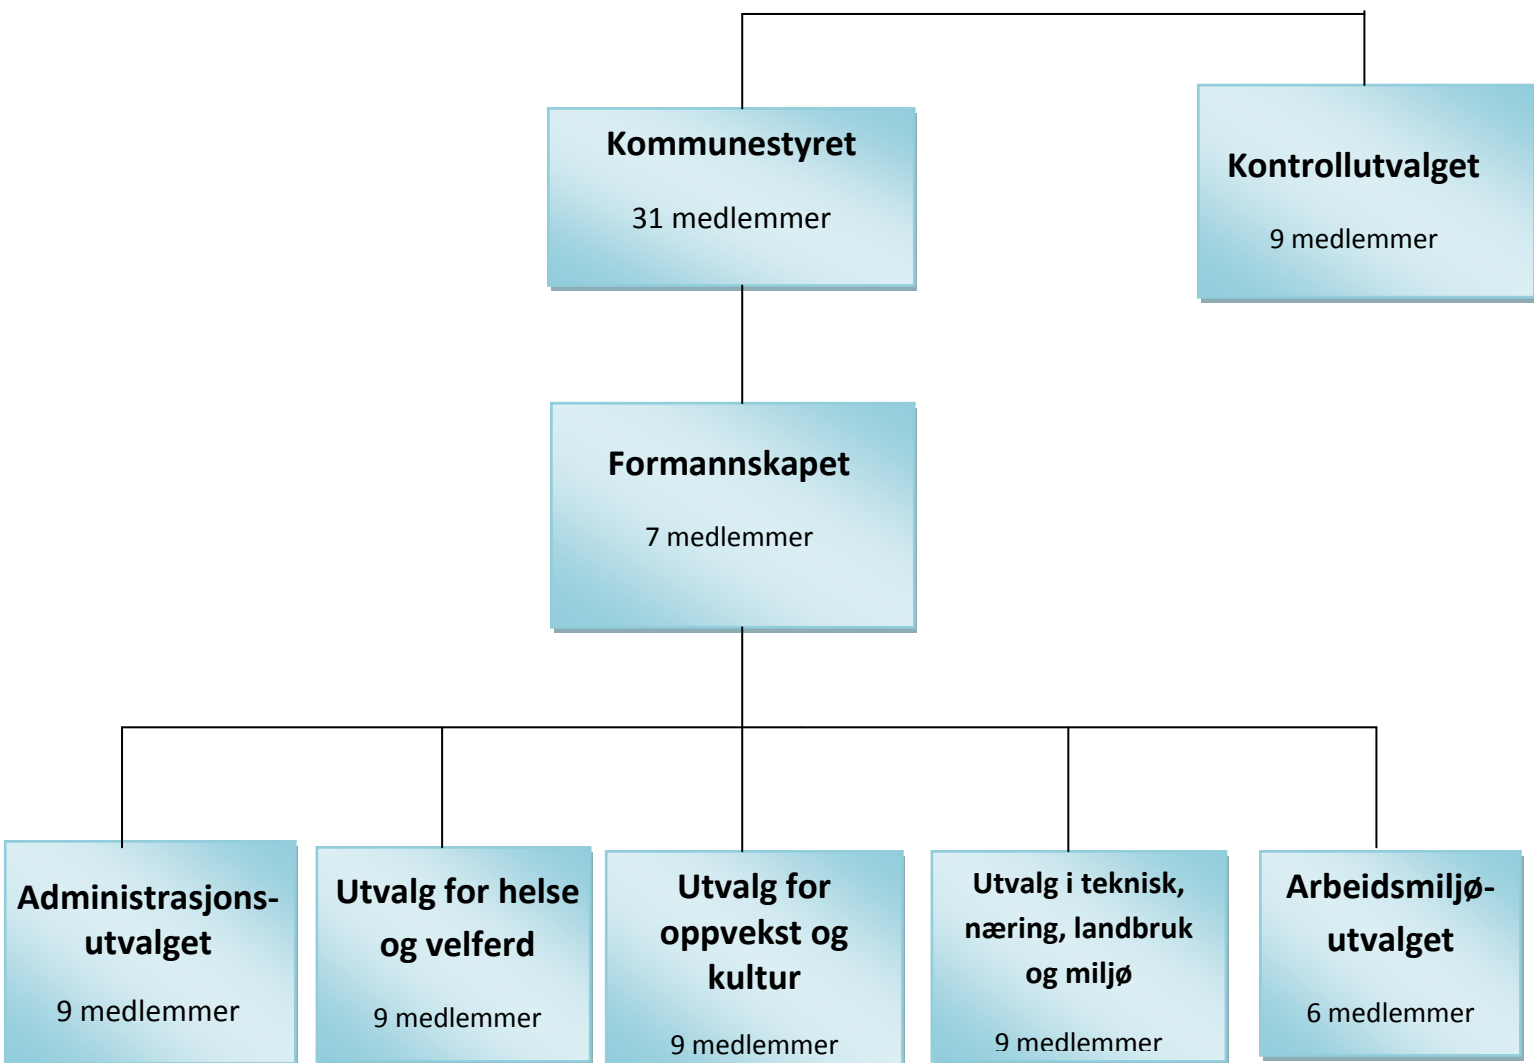 Kommunestyret
31 medlemmer
Kontrollutvalget
9 medlemmer
Formannskapet
7 medlemmer
Administrasjons-
utvalget
9 medlemmer
Utvalg for helse
og velferd
9 medlemmer
Utvalg for
oppvekst og
kultur
9 medlemmer
Utvalg i teknisk,
næring, landbruk
og miljø
9 medlemmer
Arbeidsmiljø-
utvalget
6 medlemmer